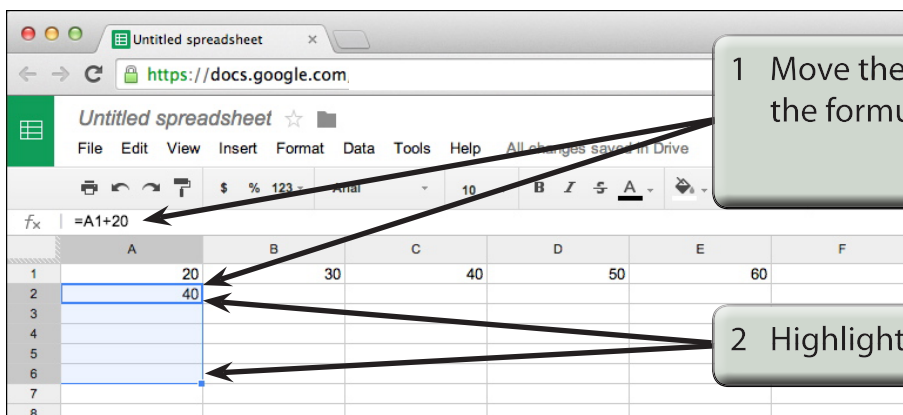 Untitled spreadsheet ×
https://docs.google.com
Untitled spreadsheet
File Edit View Insert Format Data Tools Help All changes saved in Drive
$ % 123 Arial 10 B I S A
fx =A1+20
A B C D E F
1 20 30 40 50 60
2 40
3
4
5
6
7
8
1 Move the
the formu
2 Highlight